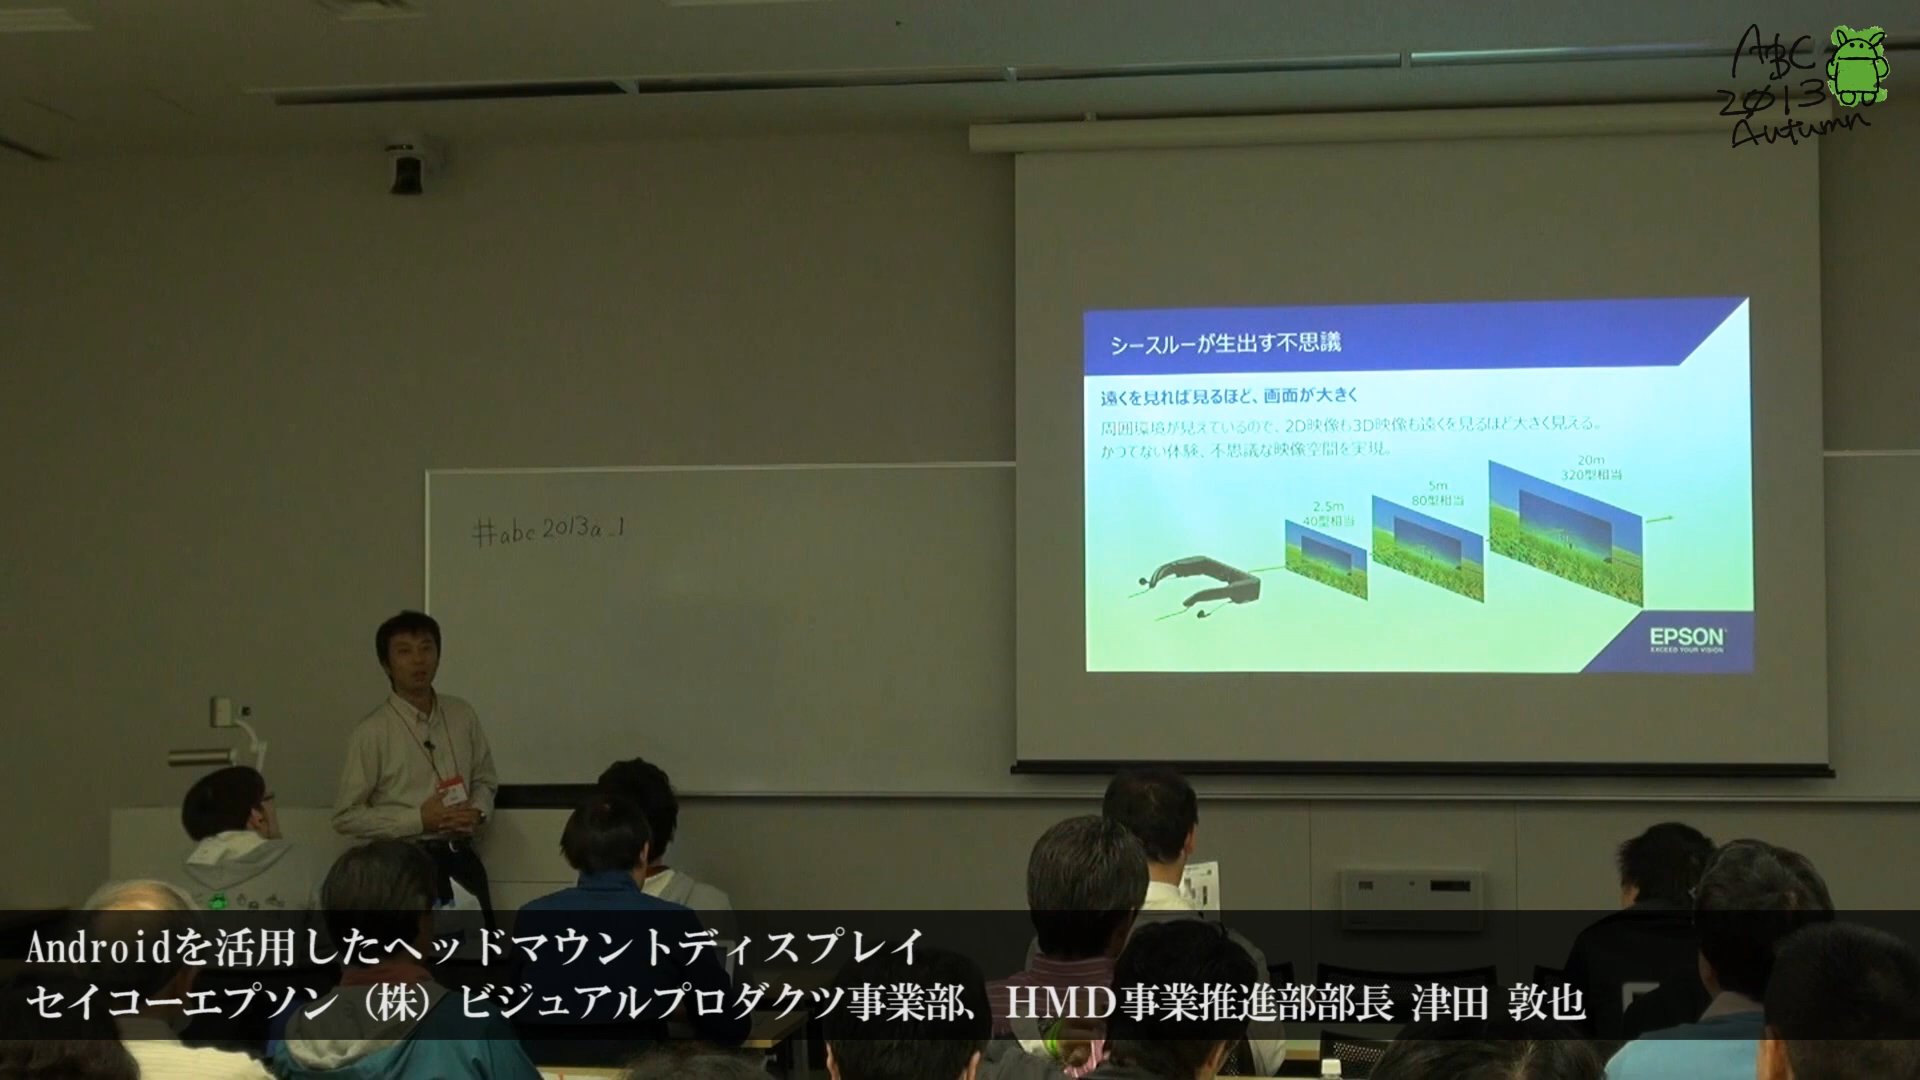 ABC
2013
Autumn
シースルーが生出す不思議
遠くを見れば見るほど、画面が大きく
周囲環境が見えているので、2D映像も3D映像も遠くを見るほど大きく見える。
かつてない体験、不思議な映像空間を実現。
20m
320型相当
5m
80型相当
2.5m
40型相当
EPSON
EXCEED YOUR VISION
#abc2013a_1
Androidを活用したヘッドマウントディスプレイ
セイコーエプソン（株）ビジュアルプロダクツ事業部、HMD事業推進部部長 津田 敦也